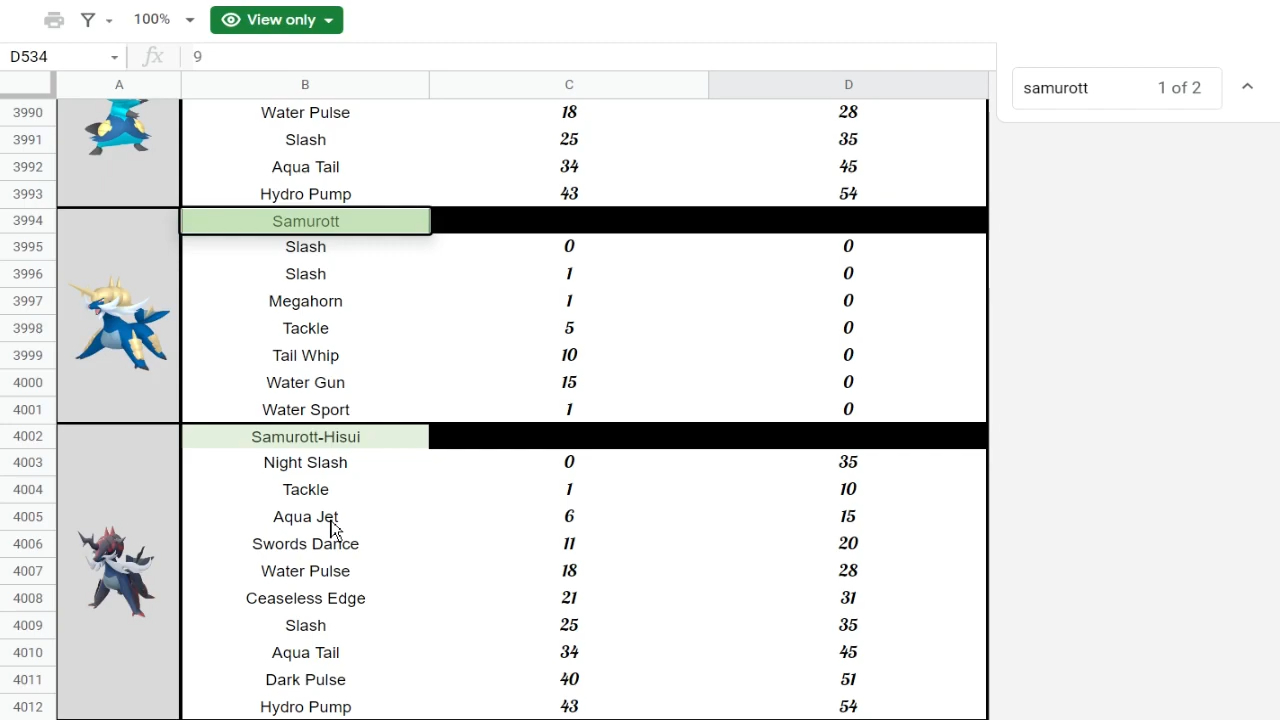 100% View only
D534 fx 9
samurott 1 of 2
A B C D
3990 Water Pulse 18 28
3991 Slash 25 35
3992 Aqua Tail 34 45
3993 Hydro Pump 43 54
3994 Samurott
3995 Slash 0 0
3996 Slash 1 0
3997 Megahorn 1 0
3998 Tackle 5 0
3999 Tail Whip 10 0
4000 Water Gun 15 0
4001 Water Sport 1 0
4002 Samurott-Hisui
4003 Night Slash 0 35
4004 Tackle 1 10
4005 Aqua Jet 6 15
4006 Swords Dance 11 20
4007 Water Pulse 18 28
4008 Ceaseless Edge 21 31
4009 Slash 25 35
4010 Aqua Tail 34 45
4011 Dark Pulse 40 51
4012 Hydro Pump 43 54